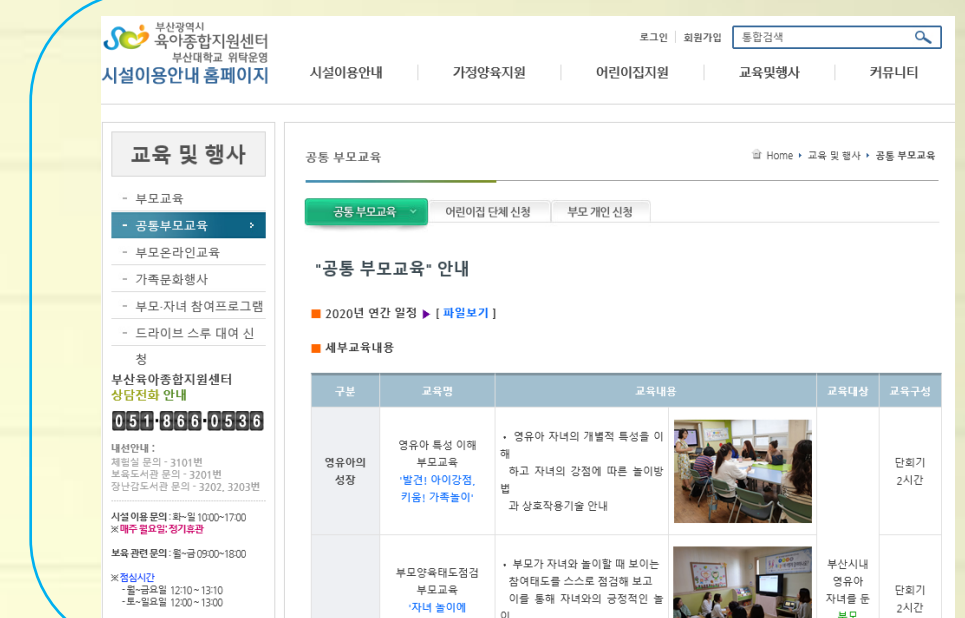 부산광역시
육아종합지원센터
부산대학교 위탁운영
시설이용안내 홈페이지
로그인 회원가입 통합검색
시설이용안내 가정양육지원 어린이집지원 교육및행사 커뮤니티
교육 및 행사
- 부모교육
- 공통부모교육
- 부모온라인교육
- 가족문화행사
- 부모·자녀 참여프로그램
- 드라이브 스루 대여 신
청
부산육아종합지원센터
상담전화 안내
051·866·0536
내선안내 :
체험실 문의 - 3101번
보육도서관 문의 - 3201번
장난감도서관 문의 - 3202, 3203번
시설 이용 문의 : 화~일 10:00~17:00
※매주 월요일: 정기휴관
보육 관련 문의 : 월~금 09:00~18:00
※점심시간
- 월~금요일 12:10 ~ 13:10
- 토~일요일 12:00 ~ 13:00
공통 부모교육
Home 교육 및 행사 공통 부모교육
공통 부모교육 어린이집 단체 신청 부모 개인 신청
"공통 부모교육" 안내
2020년 연간 일정 ▶ [ 파일보기 ]
세부교육내용
구분 교육명 교육내용 교육대상 교육구성
영유아의
성장
영유아 특성 이해
부모교육
'발견! 아이강점,
키움! 가족놀이'
• 영유아 자녀의 개별적 특성을 이
해
하고 자녀의 강점에 따른 놀이방
법
과 상호작용기술 안내
단회기
2시간
부모양육태도점검
부모교육
'자녀 놀이에
• 부모가 자녀와 놀이할 때 보이는
참여태도를 스스로 점검해 보고
이를 통해 자녀와의 긍정적인 놀
이
부산시내
영유아
자녀를 둔
부모
단회기
2시간